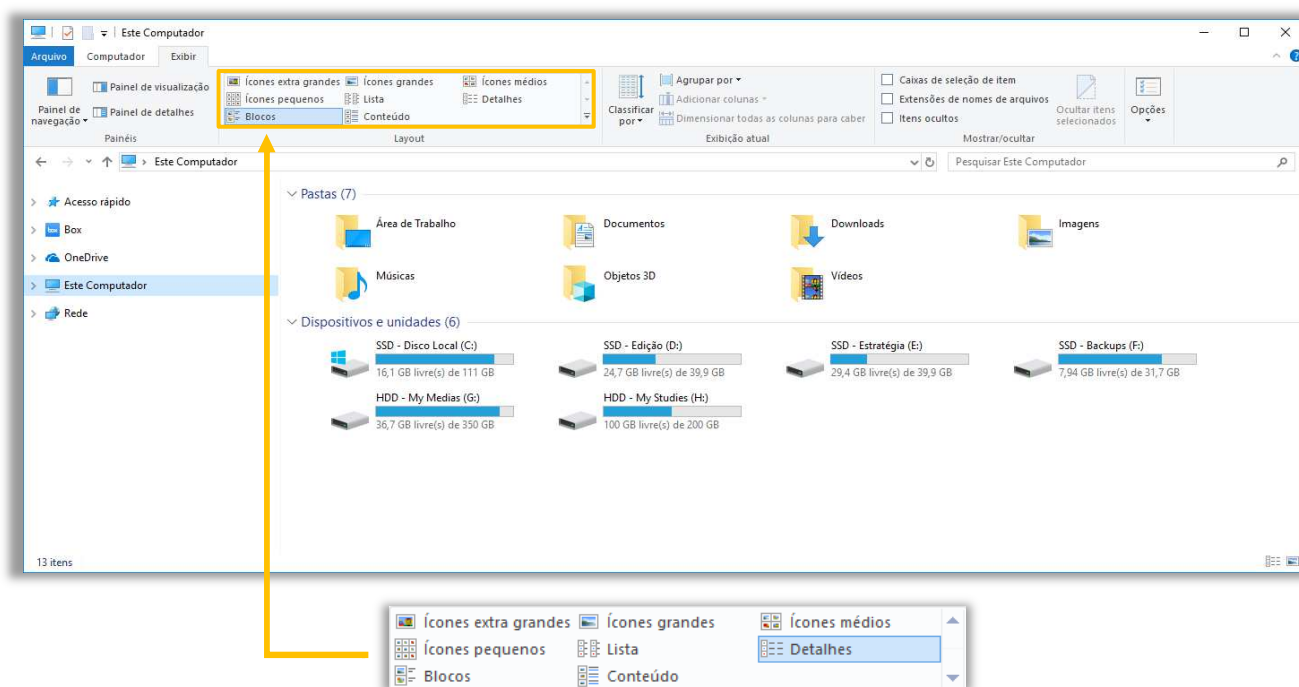 Este Computador
Arquivo Computador Exibir
Painel de navegação
Painel de visualização
Painel de detalhes
Painéis
Ícones extra grandes Ícones grandes Ícones médios
Ícones pequenos Lista Detalhes
Blocos Conteúdo
Layout
Classificar por
Agrupar por
Adicionar colunas
Dimensionar todas as colunas para caber
Exibição atual
Caixas de seleção de item
Extensões de nomes de arquivos
Itens ocultos
Ocultar itens selecionados
Mostrar/ocultar
Opções
Este Computador
Pesquisar Este Computador
Acesso rápido
Box
OneDrive
Este Computador
Rede
Pastas (7)
Área de Trabalho Documentos Downloads Imagens
Músicas Objetos 3D Vídeos
Dispositivos e unidades (6)
SSD - Disco Local (C:) SSD - Edição (D:) SSD - Estratégia (E:) SSD - Backups (F:)
16,1 GB livre(s) de 111 GB 24,7 GB livre(s) de 39,9 GB 29,4 GB livre(s) de 39,9 GB 7,94 GB livre(s) de 31,7 GB
HDD - My Medias (G:) HDD - My Studies (H:)
36,7 GB livre(s) de 350 GB 100 GB livre(s) de 200 GB
13 itens
Ícones extra grandes Ícones grandes Ícones médios
Ícones pequenos Lista Detalhes
Blocos Conteúdo